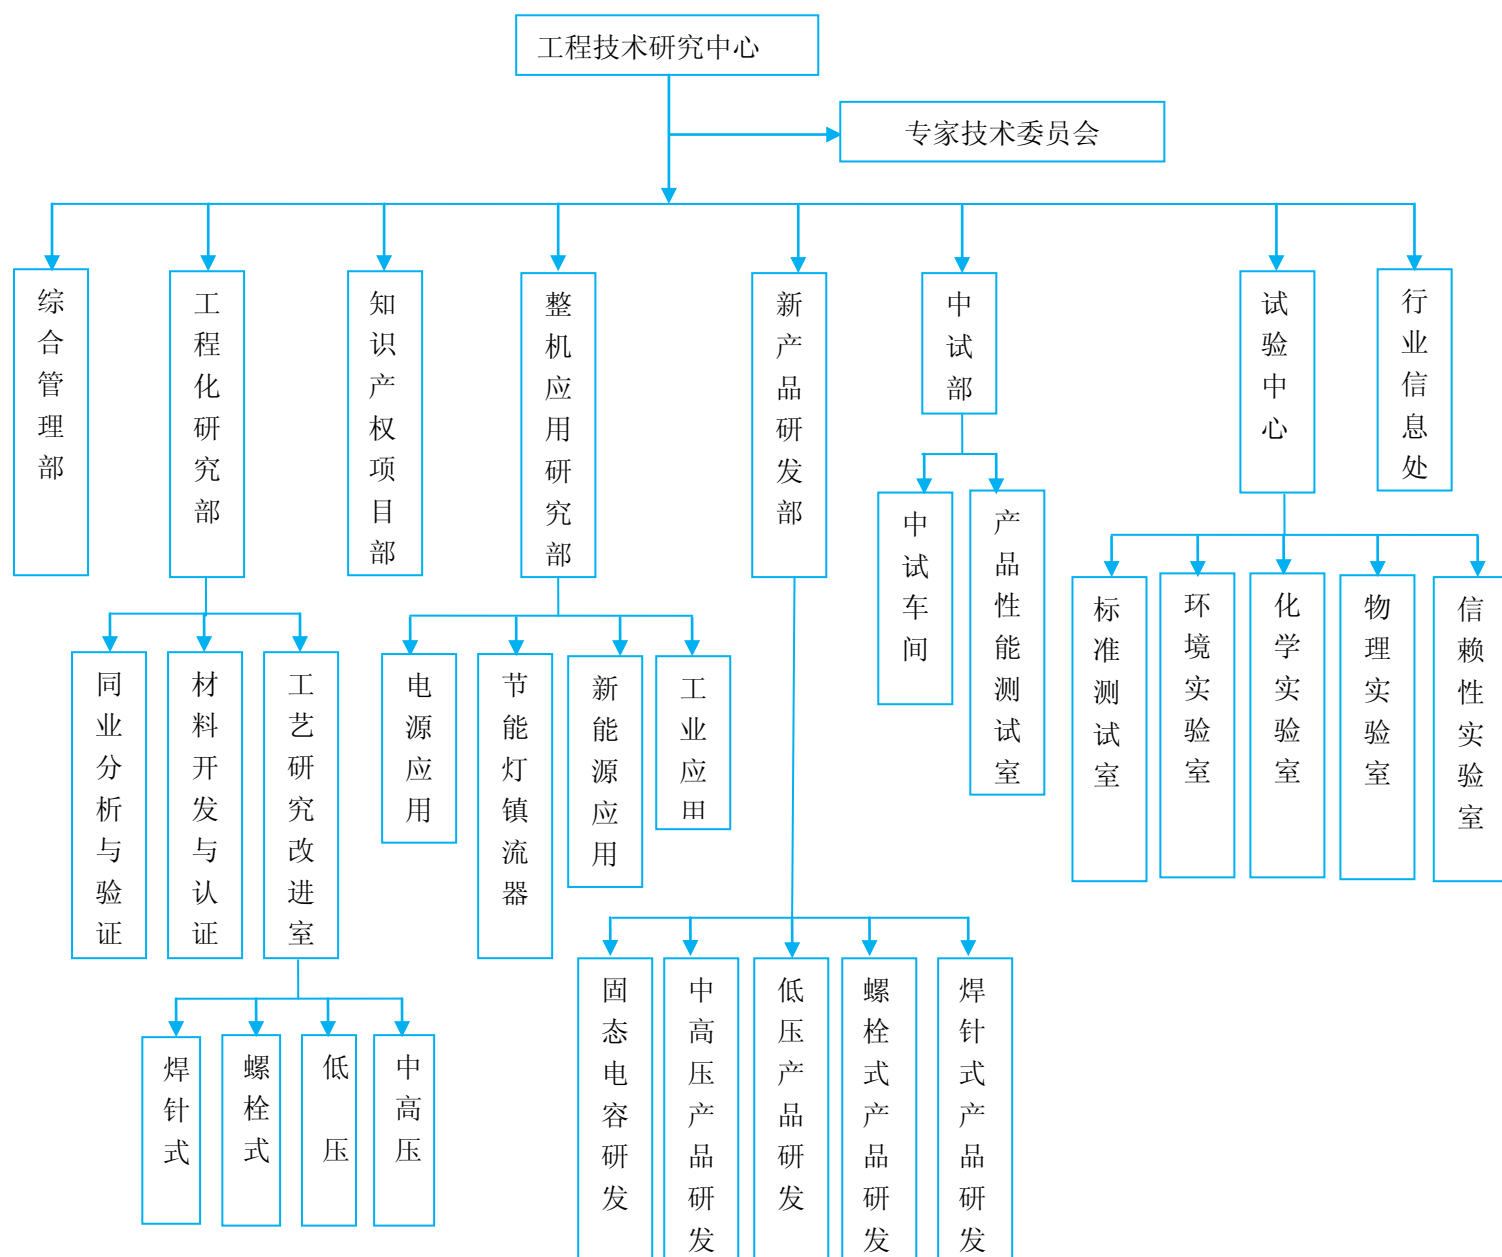 工程技术研究中心
专家技术委员会
综合管理部
工程化研究部
知识产权项目部
整机应用研究部
新产品研发部
中试部
试验中心
行业信息处
中试车间
产品性能测试室
标准测试室
环境实验室
化学实验室
物理实验室
信赖性实验室
同业分析与验证
材料开发与认证
工艺研究改进室
电源应用
节能灯镇流器
新能源应用
工业应用
固态电容研发
中高压产品研发
低压产品研发
螺栓式产品研发
焊针式产品研发
焊针式
螺栓式
低压
中高压